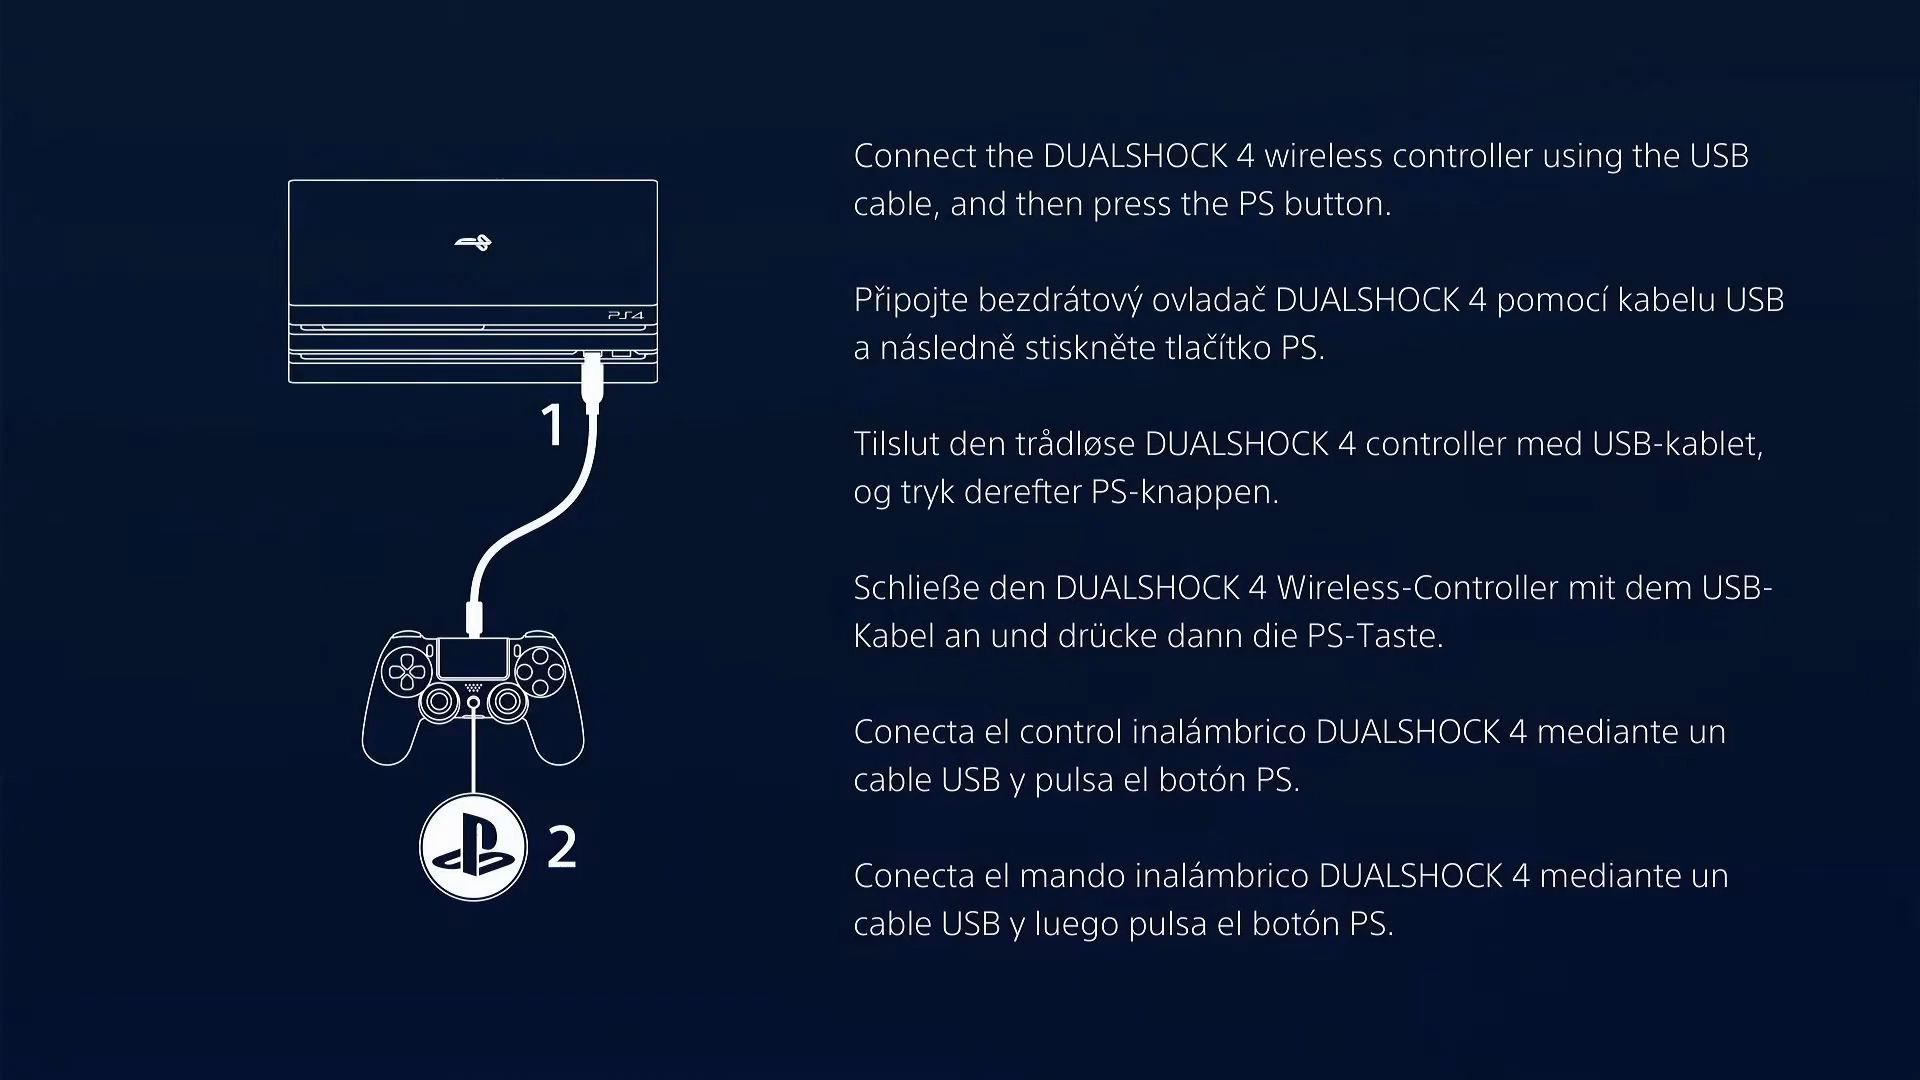 PS4
1
2
Connect the DUALSHOCK 4 wireless controller using the USB
cable, and then press the PS button.
Připojte bezdrátový ovladač DUALSHOCK 4 pomocí kabelu USB
a následně stiskněte tlačítko PS.
Tilslut den trådløse DUALSHOCK 4 controller med USB-kablet,
og tryk derefter PS-knappen.
Schließe den DUALSHOCK 4 Wireless-Controller mit dem USB-
Kabel an und drücke dann die PS-Taste.
Conecta el control inalámbrico DUALSHOCK 4 mediante un
cable USB y pulsa el botón PS.
Conecta el mando inalámbrico DUALSHOCK 4 mediante un
cable USB y luego pulsa el botón PS.